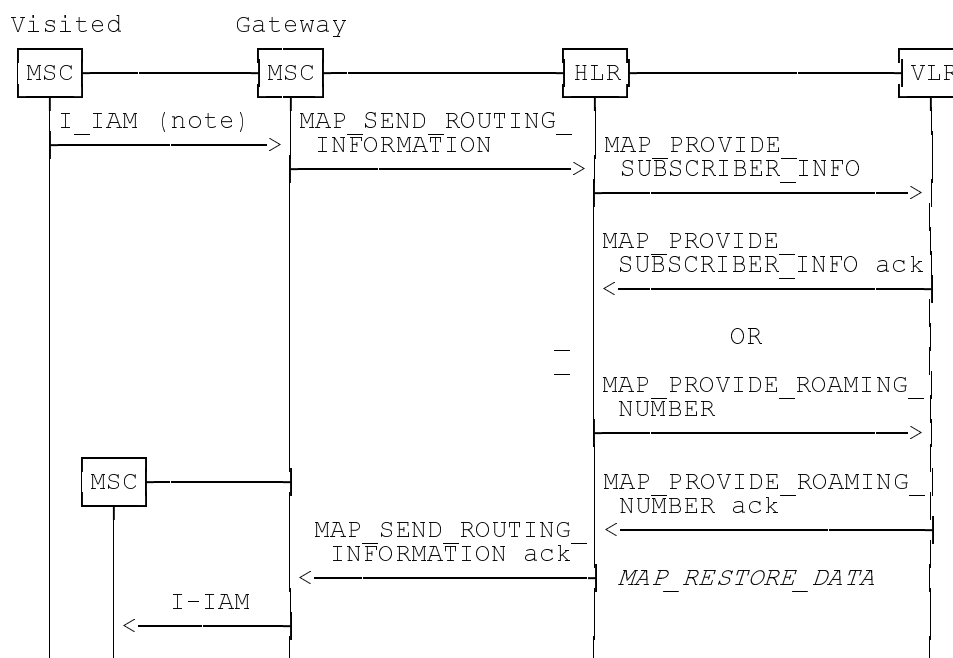 Visited Gateway
MSC MSC HLR VLR
I_IAM (note)
MAP_SEND_ROUTING_
INFORMATION
MAP_PROVIDE_
SUBSCRIBER_INFO
MAP_PROVIDE_
SUBSCRIBER_INFO ack
OR
MAP_PROVIDE_ROAMING_
NUMBER
MSC
MAP_PROVIDE_ROAMING_
NUMBER ack
MAP_SEND_ROUTING_
INFORMATION ack
MAP_RESTORE_DATA
I-IAM